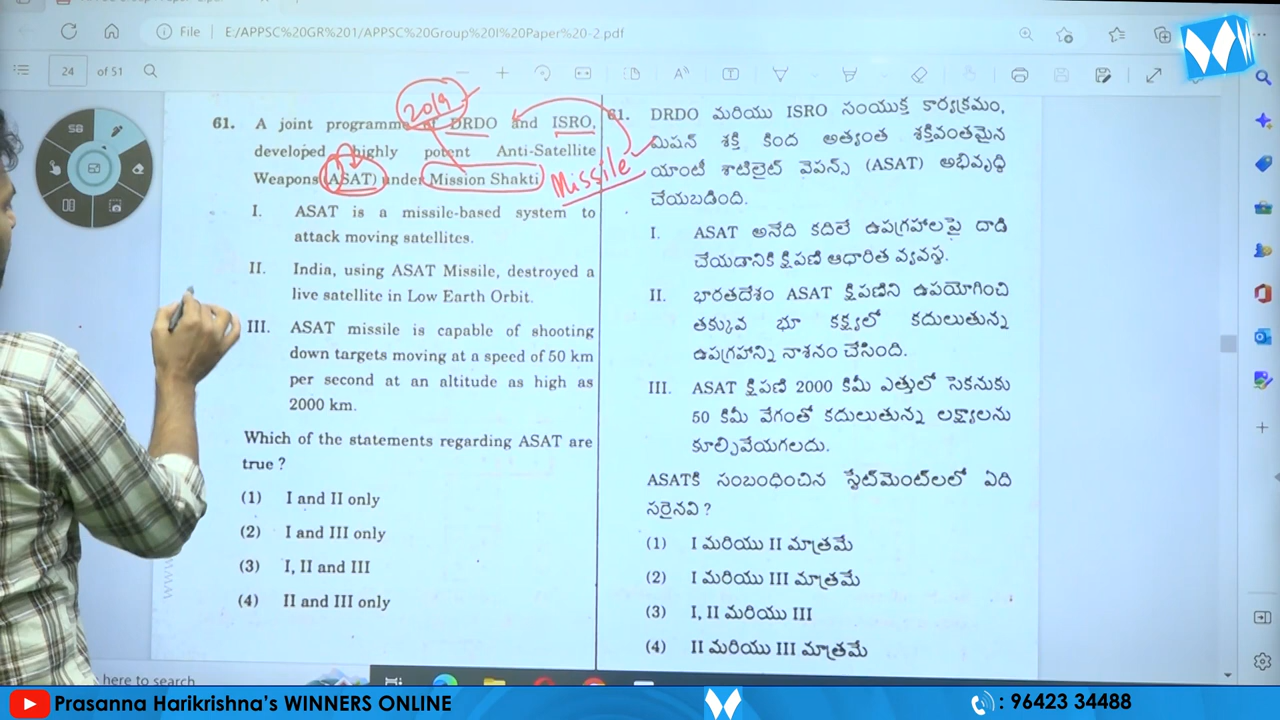 File
E:/APPSC%20GR%201/APPSC%20Group%20I%20Paper%20-2.pdf
24
of 51
2019
61. A joint programme of DRDO and ISRO,
developed highly potent Anti-Satellite
Weapons (ASAT) under Mission Shakti
Missile
I. ASAT is a missile-based system to
attack moving satellites.
II. India, using ASAT Missile, destroyed a
live satellite in Low Earth Orbit.
III. ASAT missile is capable of shooting
down targets moving at a speed of 50 km
per second at an altitude as high as
2000 km.
Which of the statements regarding ASAT are
true ?
(1) I and II only
(2) I and III only
(3) I, II and III
(4) II and III only
61. DRDO మరియు ISRO సంయుక్త కార్యక్రమం,
మిషన్ శక్తి కింద అత్యంత శక్తివంతమైన
యాంటీ శాటిలైట్ వెపన్స్ (ASAT) అభివృద్ధి
చేయబడింది.
I. ASAT అనేది కదిలే ఉపగ్రహాలపై దాడి
చేయడానికి క్షిపణి ఆధారిత వ్యవస్థ.
II. భారతదేశం ASAT క్షిపణిని ఉపయోగించి
తక్కువ భూ కక్ష్యలో కదులుతున్న
ఉపగ్రహాన్ని నాశనం చేసింది.
III. ASAT క్షిపణి 2000 కిమీ ఎత్తులో సెకనుకు
50 కిమీ వేగంతో కదులుతున్న లక్ష్యాలను
కూల్చివేయగలదు.
ASATకి సంబంధించిన స్టేట్‌మెంట్‌లలో ఏది
సరైనవి ?
(1) I మరియు II మాత్రమే
(2) I మరియు III మాత్రమే
(3) I, II మరియు III
(4) II మరియు III మాత్రమే
here to search
Prasanna Harikrishna's WINNERS ONLINE
: 96423 34488